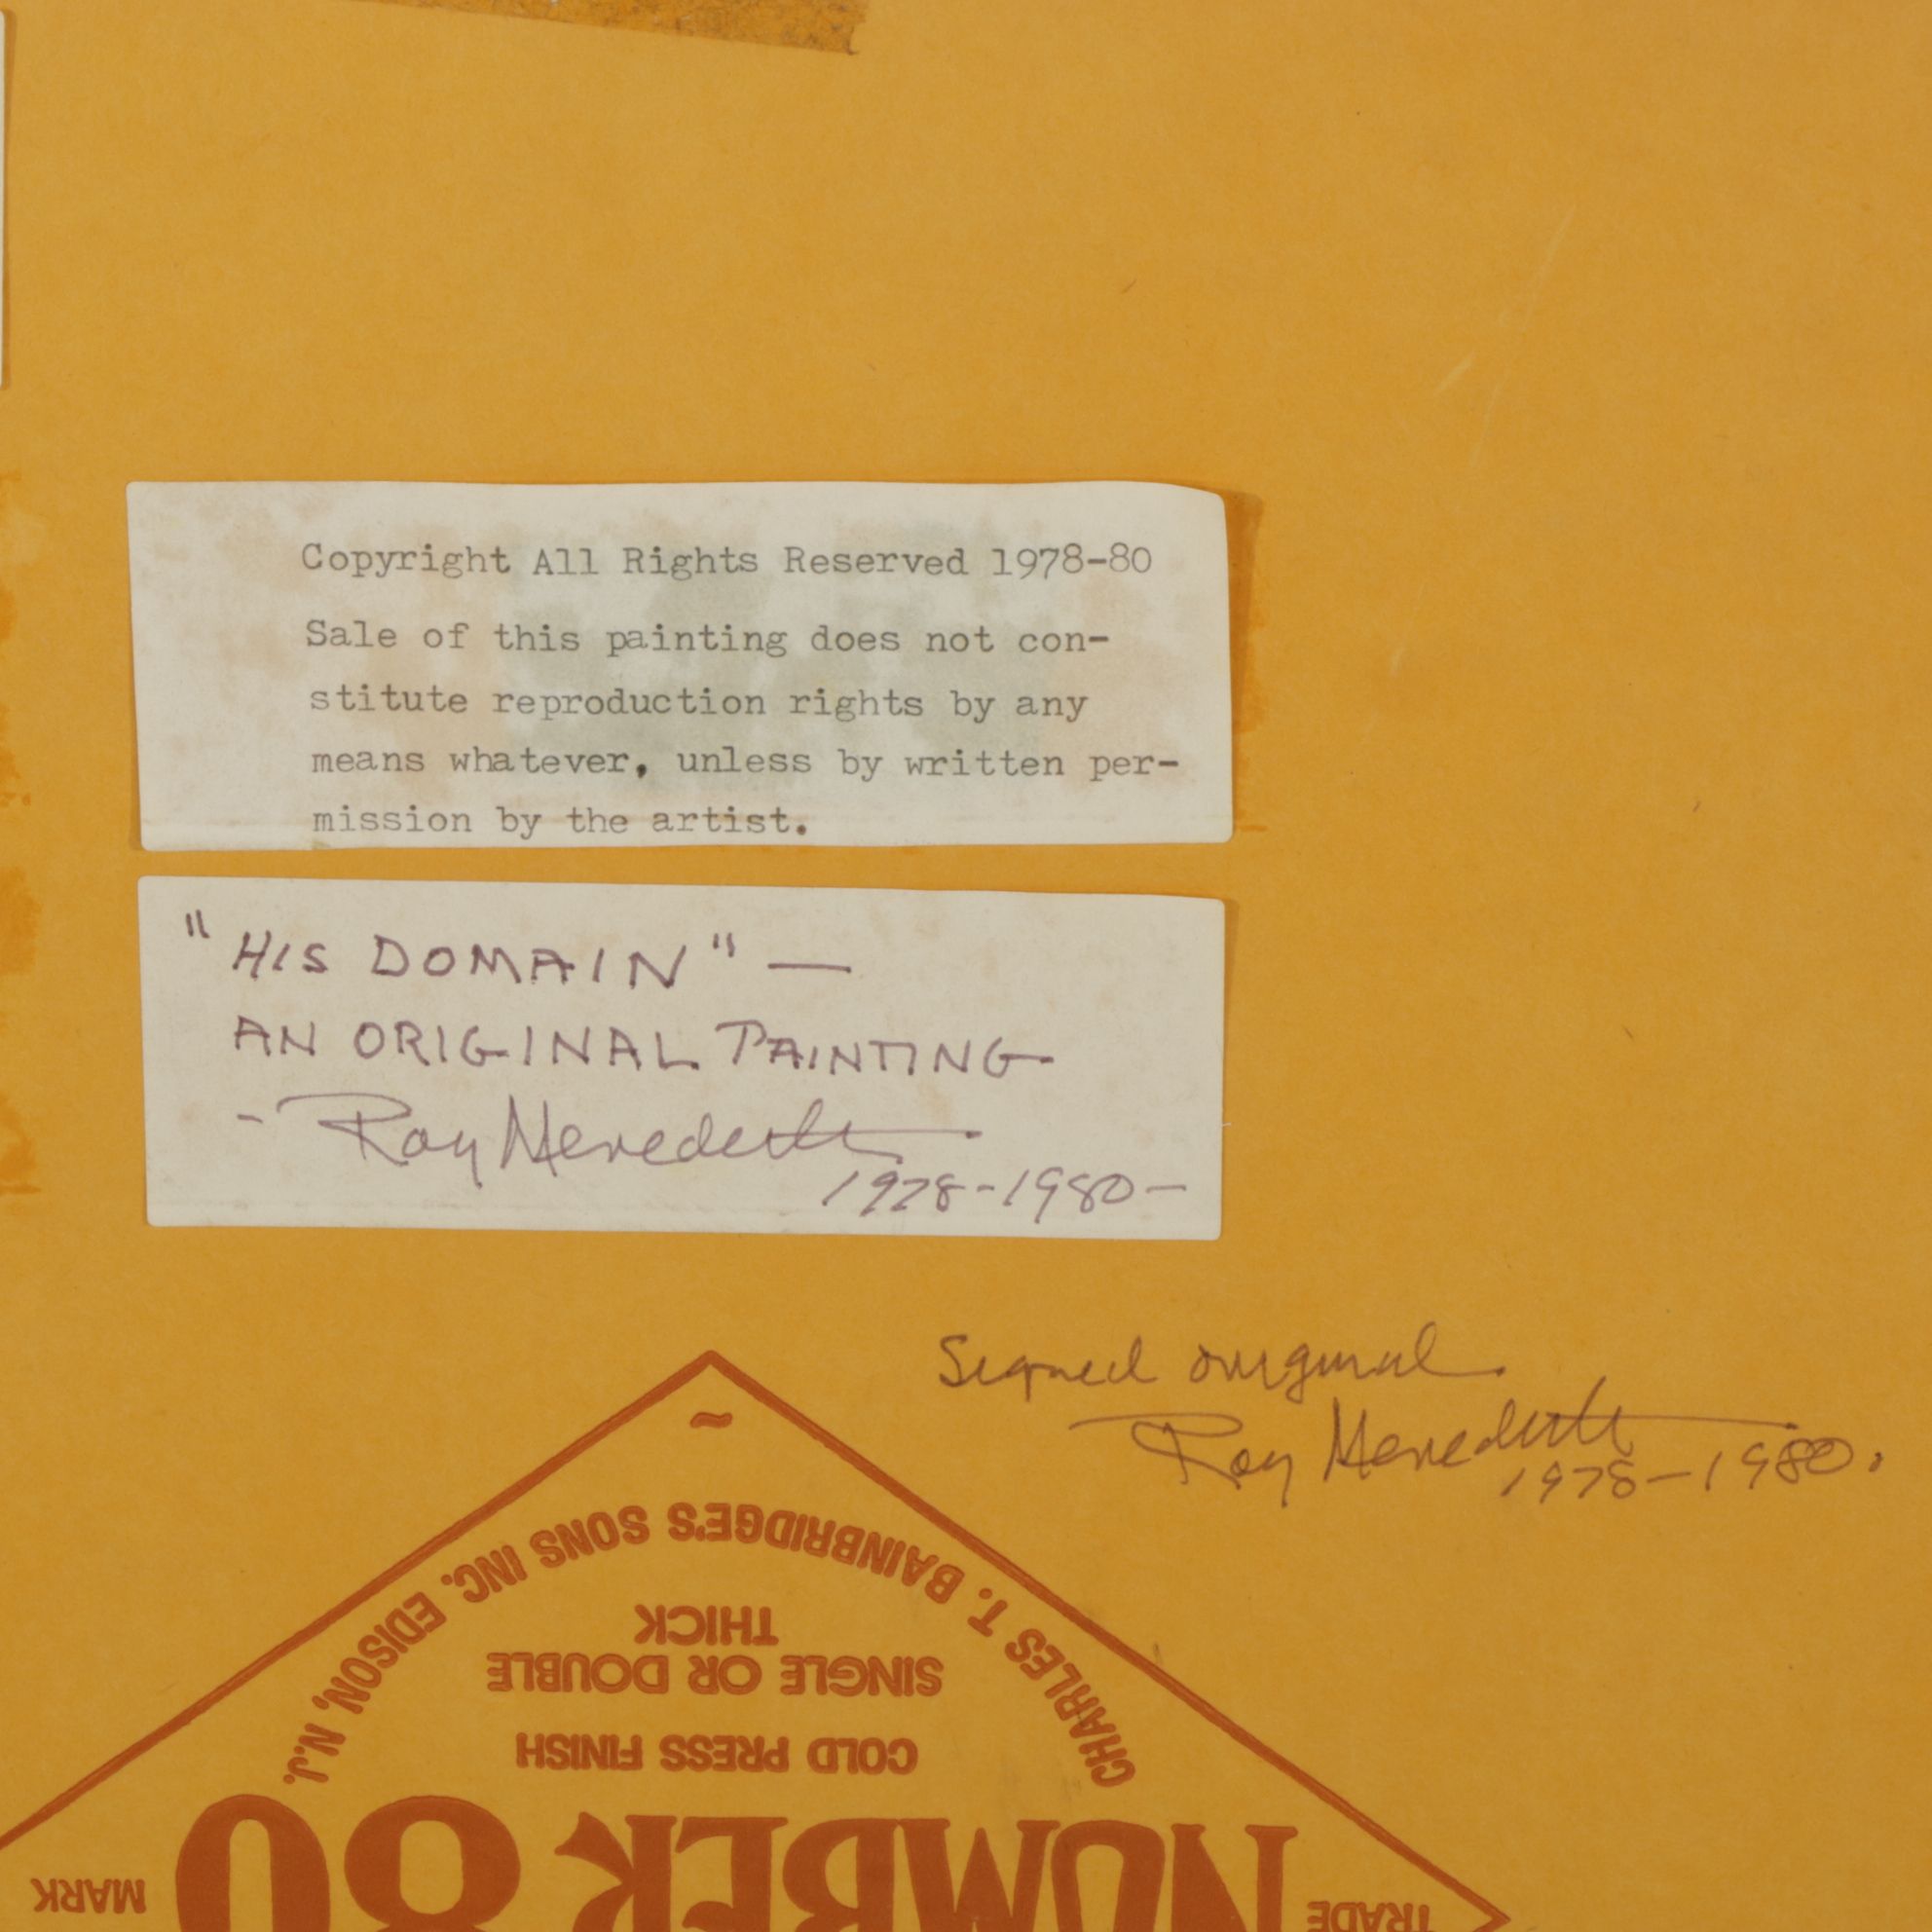 Copyright All Rights Reserved 1978-80
Sale of this painting does not con-
stitute reproduction rights by any
means whatever, unless by written per-
mission by the artist.
"HIS DOMAIN" —
AN ORIGINAL PAINTING
- Roy Meredith
1978-1980-
Signed original
Roy Meredith
1978-1980.
TRADE NUMBER 80 MARK
COLD PRESS FINISH
SINGLE OR DOUBLE
THICK
CHARLES T. BAINBRIDGE'S SONS INC. EDISON, N.J.